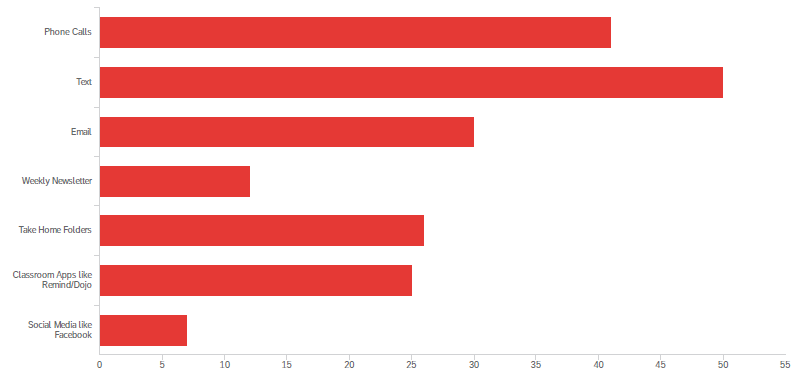 Phone Calls
Text
Email
Weekly Newsletter
Take Home Folders
Classroom Apps like
Remind/Dojo
Social Media like
Facebook
0 5 10 15 20 25 30 35 40 45 50 55